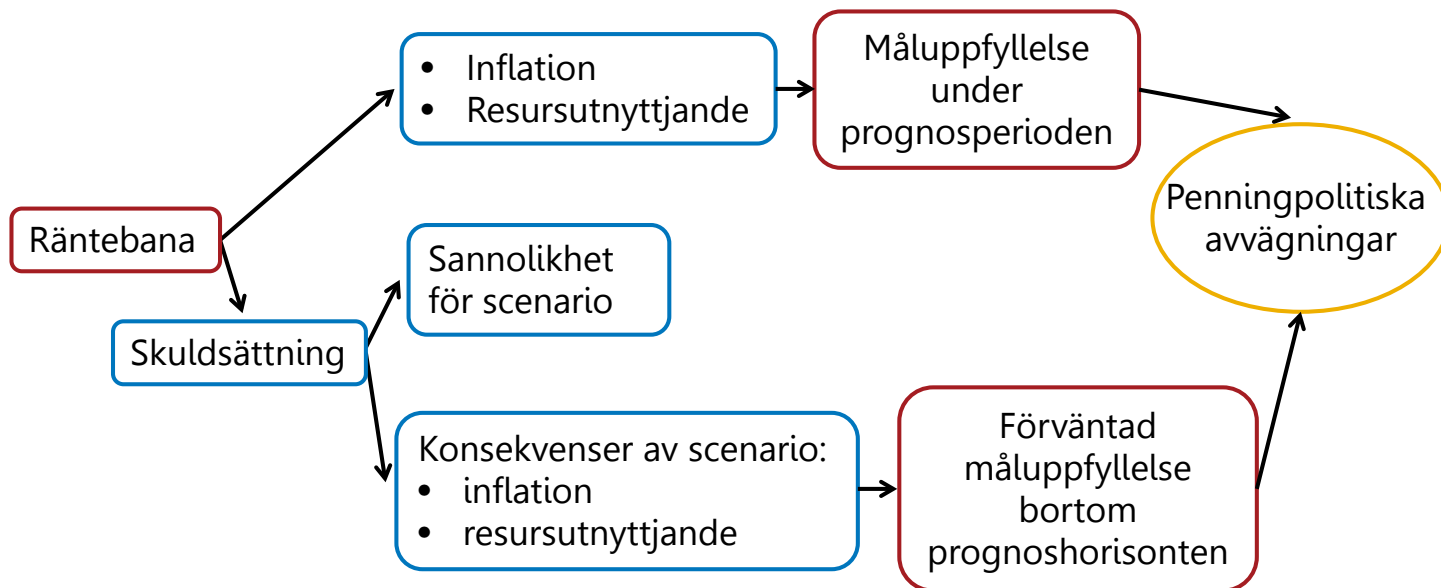 • Inflation
• Resursutnyttjande
Måluppfyllelse
under
prognosperioden
Penningpolitiska
avvägningar
Räntebana
Sannolikhet
för scenario
Skuldsättning
Konsekvenser av scenario:
• inflation
• resursutnyttjande
Förväntad
måluppfyllelse
bortom
prognoshorisonten